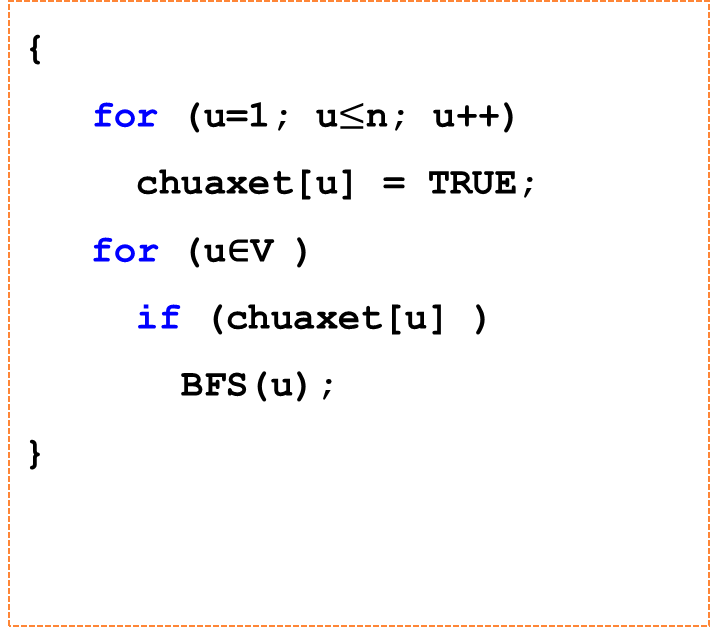 {
for (u=1; u≤n; u++)
chuaxet[u] = TRUE;
for (u∈V )
if (chuaxet[u] )
BFS(u);
}